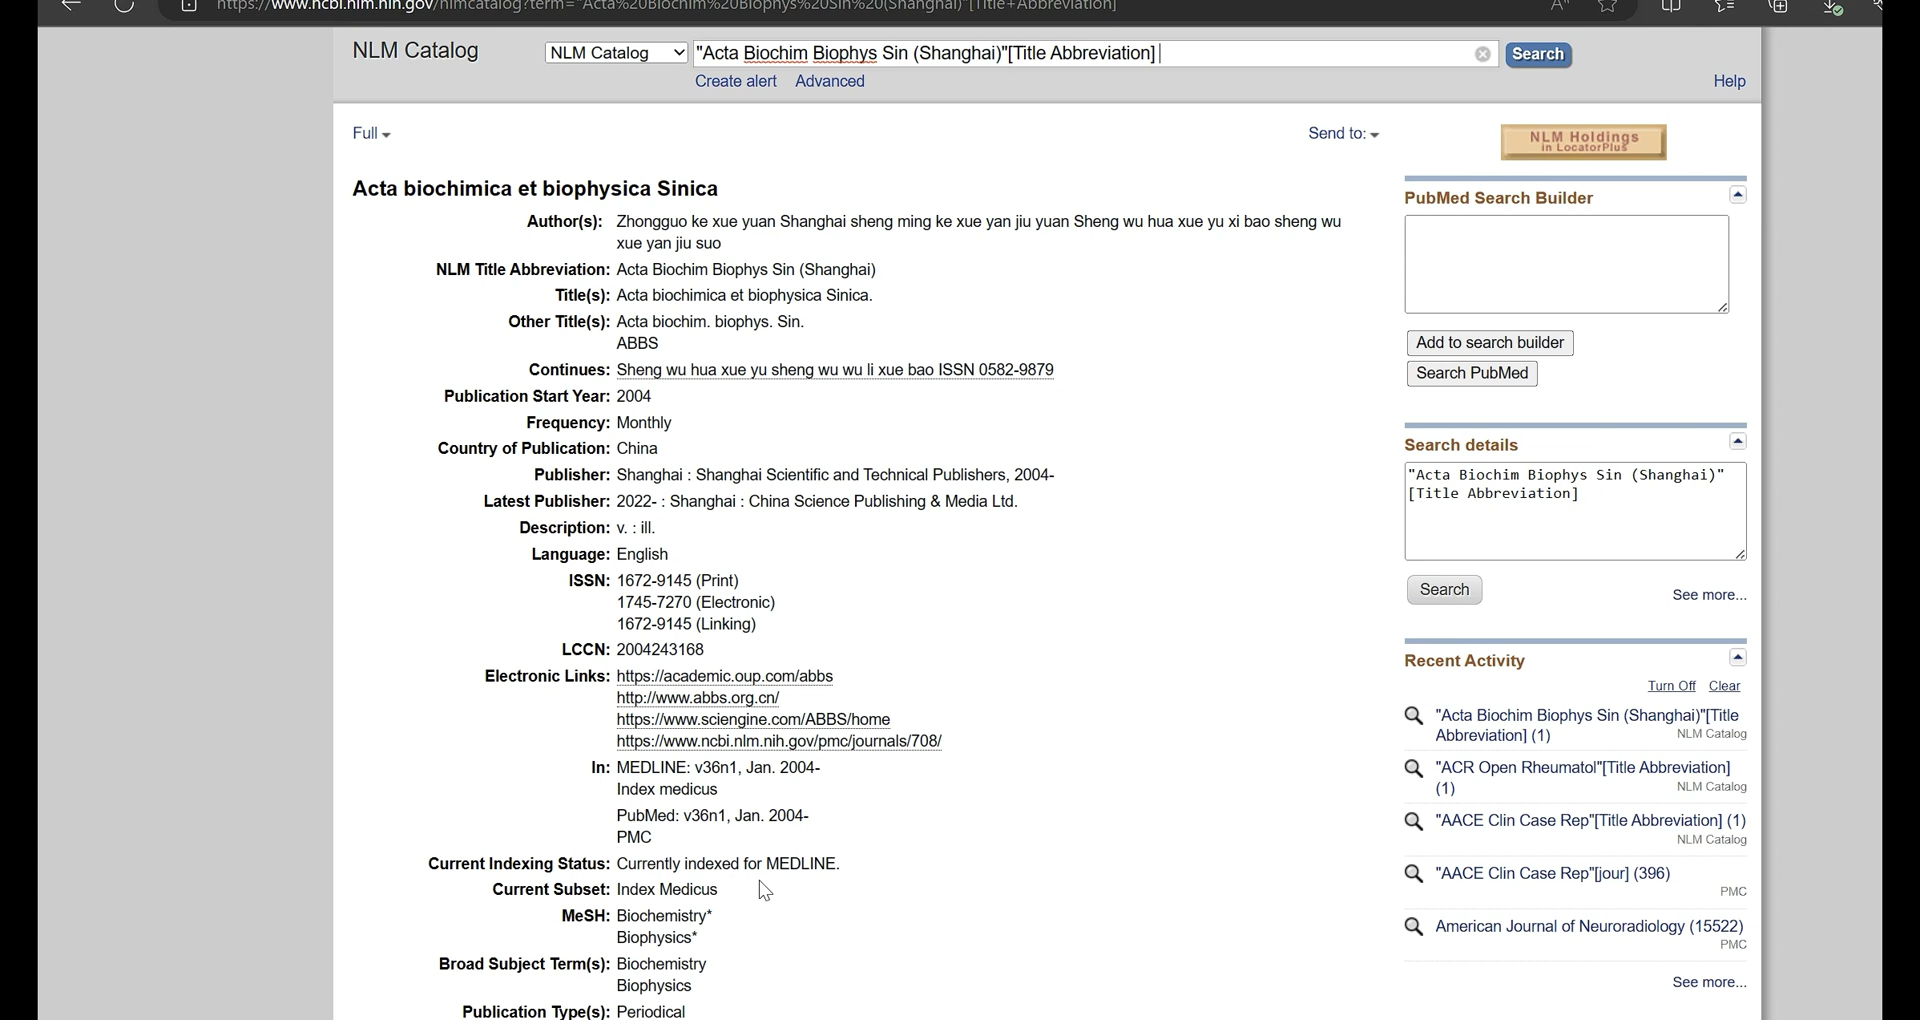 https://www.ncbi.nlm.nih.gov/nlmcatalog?term="Acta%20Biochim%20Biophys%20Sin%20(Shanghai)"[Title+Abbreviation]
NLM Catalog
NLM Catalog
"Acta Biochim Biophys Sin (Shanghai)"[Title Abbreviation]
Search
Create alert Advanced
Help
Full
Send to:
NLM Holdings
in LocatorPlus
Acta biochimica et biophysica Sinica
Author(s): Zhongguo ke xue yuan Shanghai sheng ming ke xue yan jiu yuan Sheng wu hua xue yu xi bao sheng wu
xue yan jiu suo
NLM Title Abbreviation: Acta Biochim Biophys Sin (Shanghai)
Title(s): Acta biochimica et biophysica Sinica.
Other Title(s): Acta biochim. biophys. Sin.
ABBS
Continues: Sheng wu hua xue yu sheng wu wu li xue bao ISSN 0582-9879
Publication Start Year: 2004
Frequency: Monthly
Country of Publication: China
Publisher: Shanghai : Shanghai Scientific and Technical Publishers, 2004-
Latest Publisher: 2022- : Shanghai : China Science Publishing & Media Ltd.
Description: v. : ill.
Language: English
ISSN: 1672-9145 (Print)
1745-7270 (Electronic)
1672-9145 (Linking)
LCCN: 2004243168
Electronic Links: https://academic.oup.com/abbs
http://www.abbs.org.cn/
https://www.sciengine.com/ABBS/home
https://www.ncbi.nlm.nih.gov/pmc/journals/708/
In: MEDLINE: v36n1, Jan. 2004-
Index medicus
PubMed: v36n1, Jan. 2004-
PMC
Current Indexing Status: Currently indexed for MEDLINE.
Current Subset: Index Medicus
MeSH: Biochemistry*
Biophysics*
Broad Subject Term(s): Biochemistry
Biophysics
Publication Type(s): Periodical
PubMed Search Builder
Add to search builder
Search PubMed
Search details
"Acta Biochim Biophys Sin (Shanghai)"
[Title Abbreviation]
Search
See more...
Recent Activity
Turn Off Clear
"Acta Biochim Biophys Sin (Shanghai)"[Title
Abbreviation] (1)
NLM Catalog
"ACR Open Rheumatol"[Title Abbreviation]
(1)
NLM Catalog
"AACE Clin Case Rep"[Title Abbreviation] (1)
NLM Catalog
"AACE Clin Case Rep"[jour] (396)
PMC
American Journal of Neuroradiology (15522)
PMC
See more...